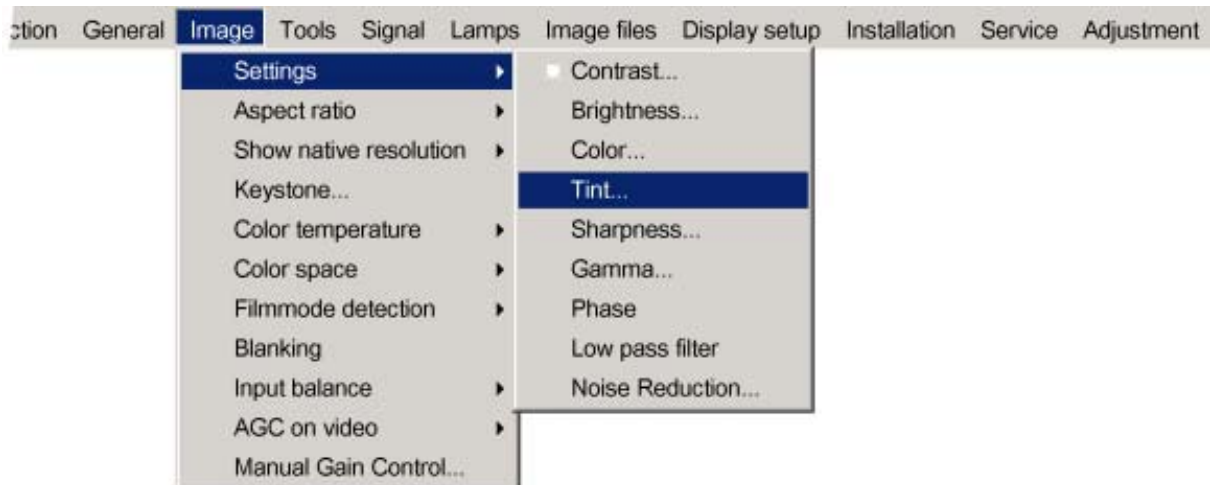 ction General Image Tools Signal Lamps Image files Display setup Installation Service Adjustment
Settings
Aspect ratio
Show native resolution
Keystone...
Color temperature
Color space
Filmmode detection
Blanking
Input balance
AGC on video
Manual Gain Control...
Contrast...
Brightness...
Color...
Tint...
Sharpness...
Gamma...
Phase
Low pass filter
Noise Reduction...